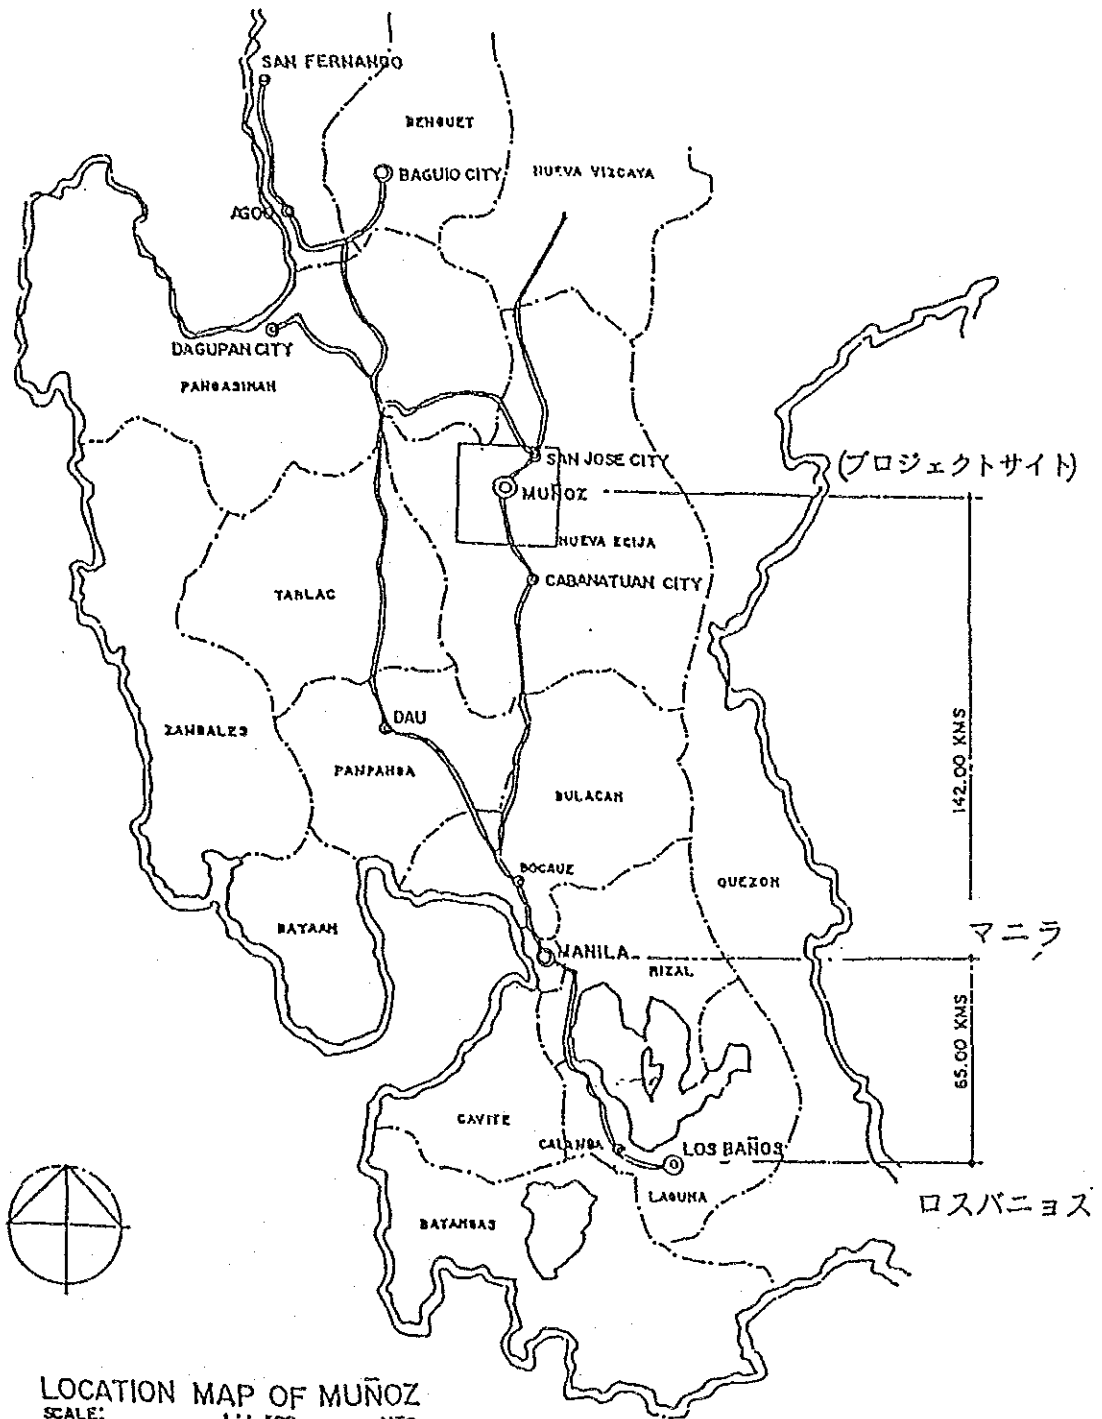 SAN FERNANDO
BENGUET
BAGUIO CITY
NUEVA VIZCAYA
AGOO
DAGUPAN CITY
PANGASINAN
SAN JOSE CITY
(プロジェクトサイト)
MUÑOZ
NUEVA ECIJA
CABANATUAN CITY
TARLAC
DAU
ZAMBALES
PANPANGA
BULACAN
142.00 KMS
BOCAUE
QUEZON
BATAAN
マニラ
MANILA
RIZAL
65.00 KMS
CAVITE
CALAMBA
LOS BAÑOS
LAGUNA
ロスバニョズ
BATANGAS
LOCATION MAP OF MUÑOZ
SCALE: